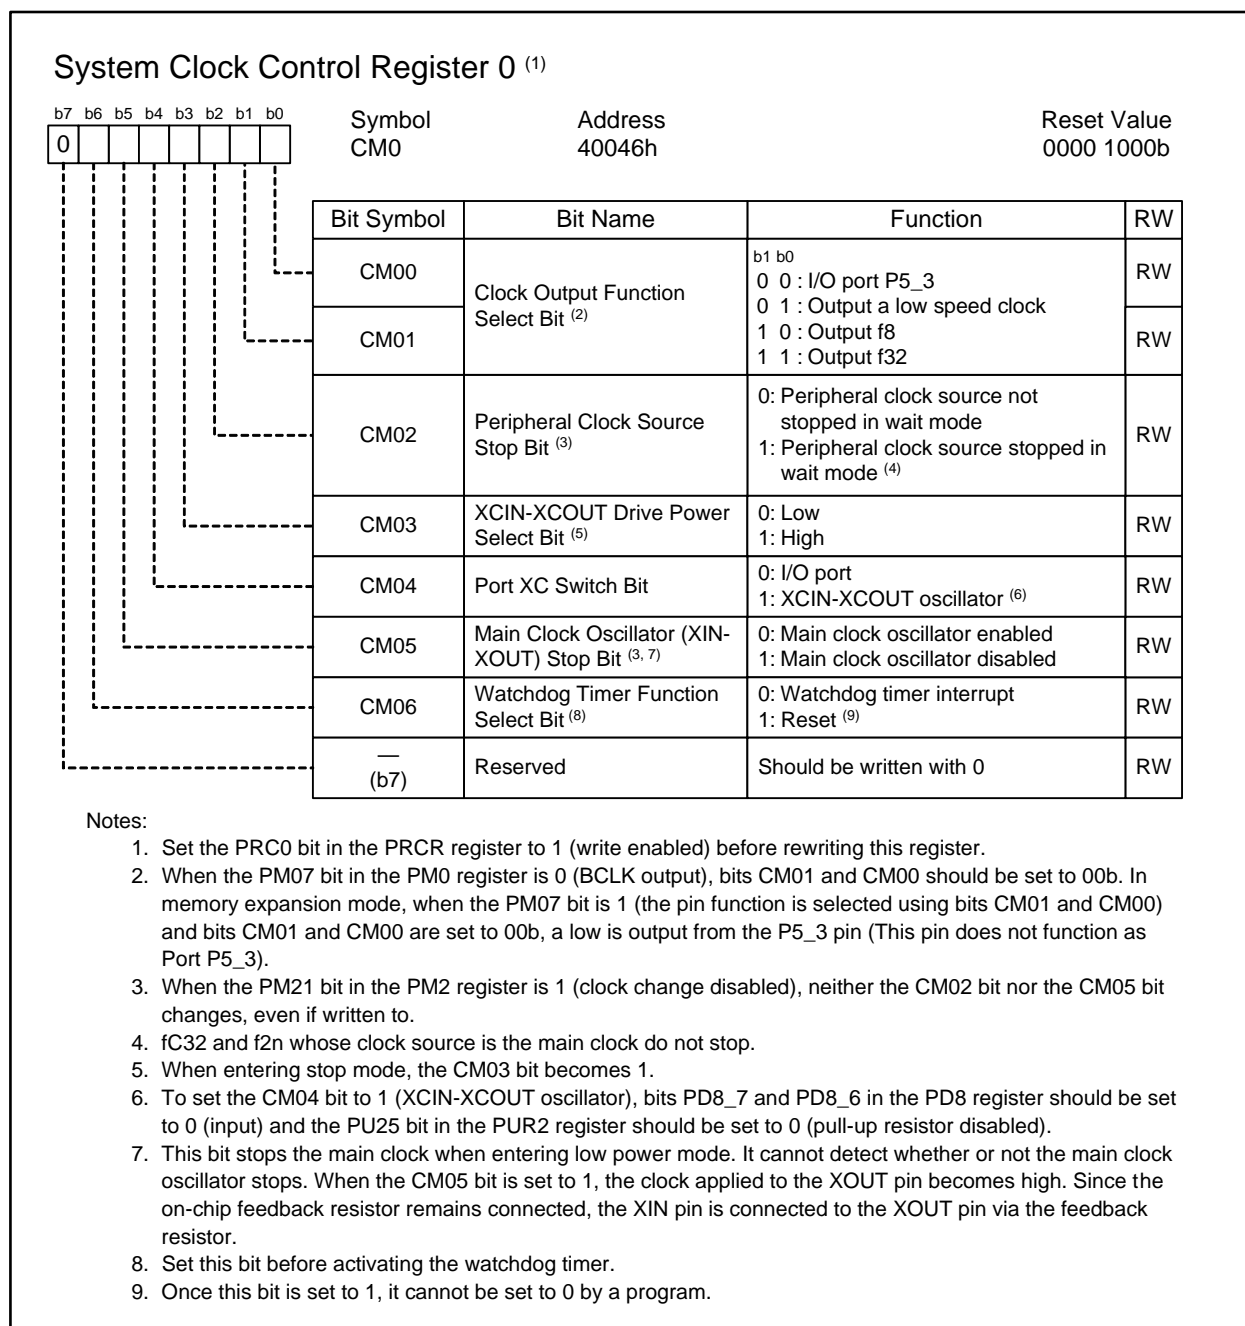 System Clock Control Register 0 (1)
b7 b6 b5 b4 b3 b2 b1 b0
0
Symbol Address Reset Value
CM0 40046h 0000 1000b
Bit Symbol Bit Name Function RW
CM00
CM01
Clock Output Function
Select Bit (2)
b1 b0
0 0 : I/O port P5_3
0 1 : Output a low speed clock
1 0 : Output f8
1 1 : Output f32
RW
RW
CM02
Peripheral Clock Source
Stop Bit (3)
0: Peripheral clock source not
stopped in wait mode
1: Peripheral clock source stopped in
wait mode (4)
RW
CM03
XCIN-XCOUT Drive Power
Select Bit (5)
0: Low
1: High
RW
CM04
Port XC Switch Bit
0: I/O port
1: XCIN-XCOUT oscillator (6)
RW
CM05
Main Clock Oscillator (XIN-
XOUT) Stop Bit (3, 7)
0: Main clock oscillator enabled
1: Main clock oscillator disabled
RW
CM06
Watchdog Timer Function
Select Bit (8)
0: Watchdog timer interrupt
1: Reset (9)
RW
—
(b7)
Reserved
Should be written with 0
RW
Notes:
1. Set the PRC0 bit in the PRCR register to 1 (write enabled) before rewriting this register.
2. When the PM07 bit in the PM0 register is 0 (BCLK output), bits CM01 and CM00 should be set to 00b. In
memory expansion mode, when the PM07 bit is 1 (the pin function is selected using bits CM01 and CM00)
and bits CM01 and CM00 are set to 00b, a low is output from the P5_3 pin (This pin does not function as
Port P5_3).
3. When the PM21 bit in the PM2 register is 1 (clock change disabled), neither the CM02 bit nor the CM05 bit
changes, even if written to.
4. fC32 and f2n whose clock source is the main clock do not stop.
5. When entering stop mode, the CM03 bit becomes 1.
6. To set the CM04 bit to 1 (XCIN-XCOUT oscillator), bits PD8_7 and PD8_6 in the PD8 register should be set
to 0 (input) and the PU25 bit in the PUR2 register should be set to 0 (pull-up resistor disabled).
7. This bit stops the main clock when entering low power mode. It cannot detect whether or not the main clock
oscillator stops. When the CM05 bit is set to 1, the clock applied to the XOUT pin becomes high. Since the
on-chip feedback resistor remains connected, the XIN pin is connected to the XOUT pin via the feedback
resistor.
8. Set this bit before activating the watchdog timer.
9. Once this bit is set to 1, it cannot be set to 0 by a program.